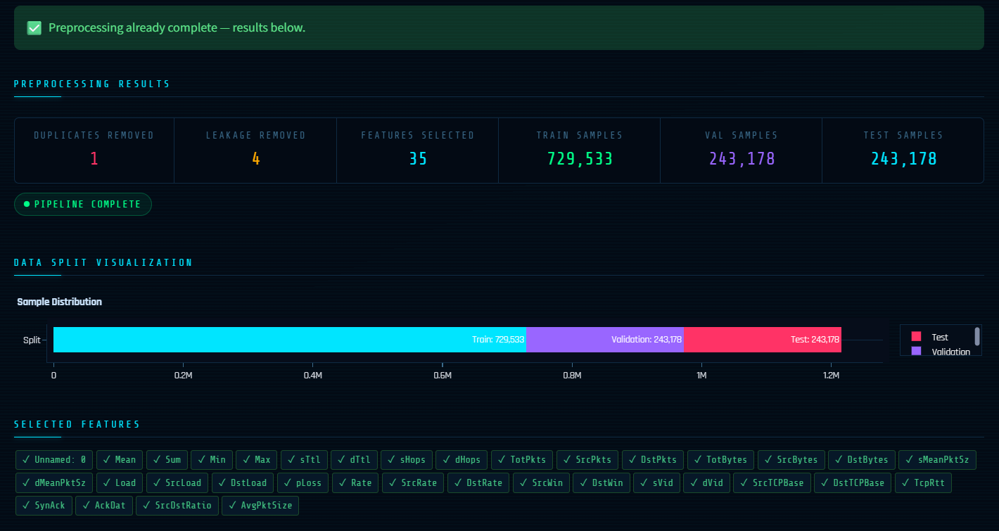 ✅ Preprocessing already complete — results below.
PREPROCESSING RESULTS
DUPLICATES REMOVED LEAKAGE REMOVED FEATURES SELECTED TRAIN SAMPLES VAL SAMPLES TEST SAMPLES
1 4 35 729,533 243,178 243,178
PIPELINE COMPLETE
DATA SPLIT VISUALIZATION
Sample Distribution
Split Train: 729,533 Validation: 243,178 Test: 243,178 Test
Validation
0 0.2M 0.4M 0.6M 0.8M 1M 1.2M
SELECTED FEATURES
✓ Unnamed: 0 ✓ Mean ✓ Sum ✓ Min ✓ Max ✓ sTtl ✓ dTtl ✓ sHops ✓ dHops ✓ TotPkts ✓ SrcPkts ✓ DstPkts ✓ TotBytes ✓ SrcBytes ✓ DstBytes ✓ sMeanPktSz
✓ dMeanPktSz ✓ Load ✓ SrcLoad ✓ DstLoad ✓ pLoss ✓ Rate ✓ SrcRate ✓ DstRate ✓ SrcWin ✓ DstWin ✓ sVid ✓ dVid ✓ SrcTCPBase ✓ DstTCPBase ✓ TcpRtt
✓ SynAck ✓ AckDat ✓ SrcDstRatio ✓ AvgPktSize